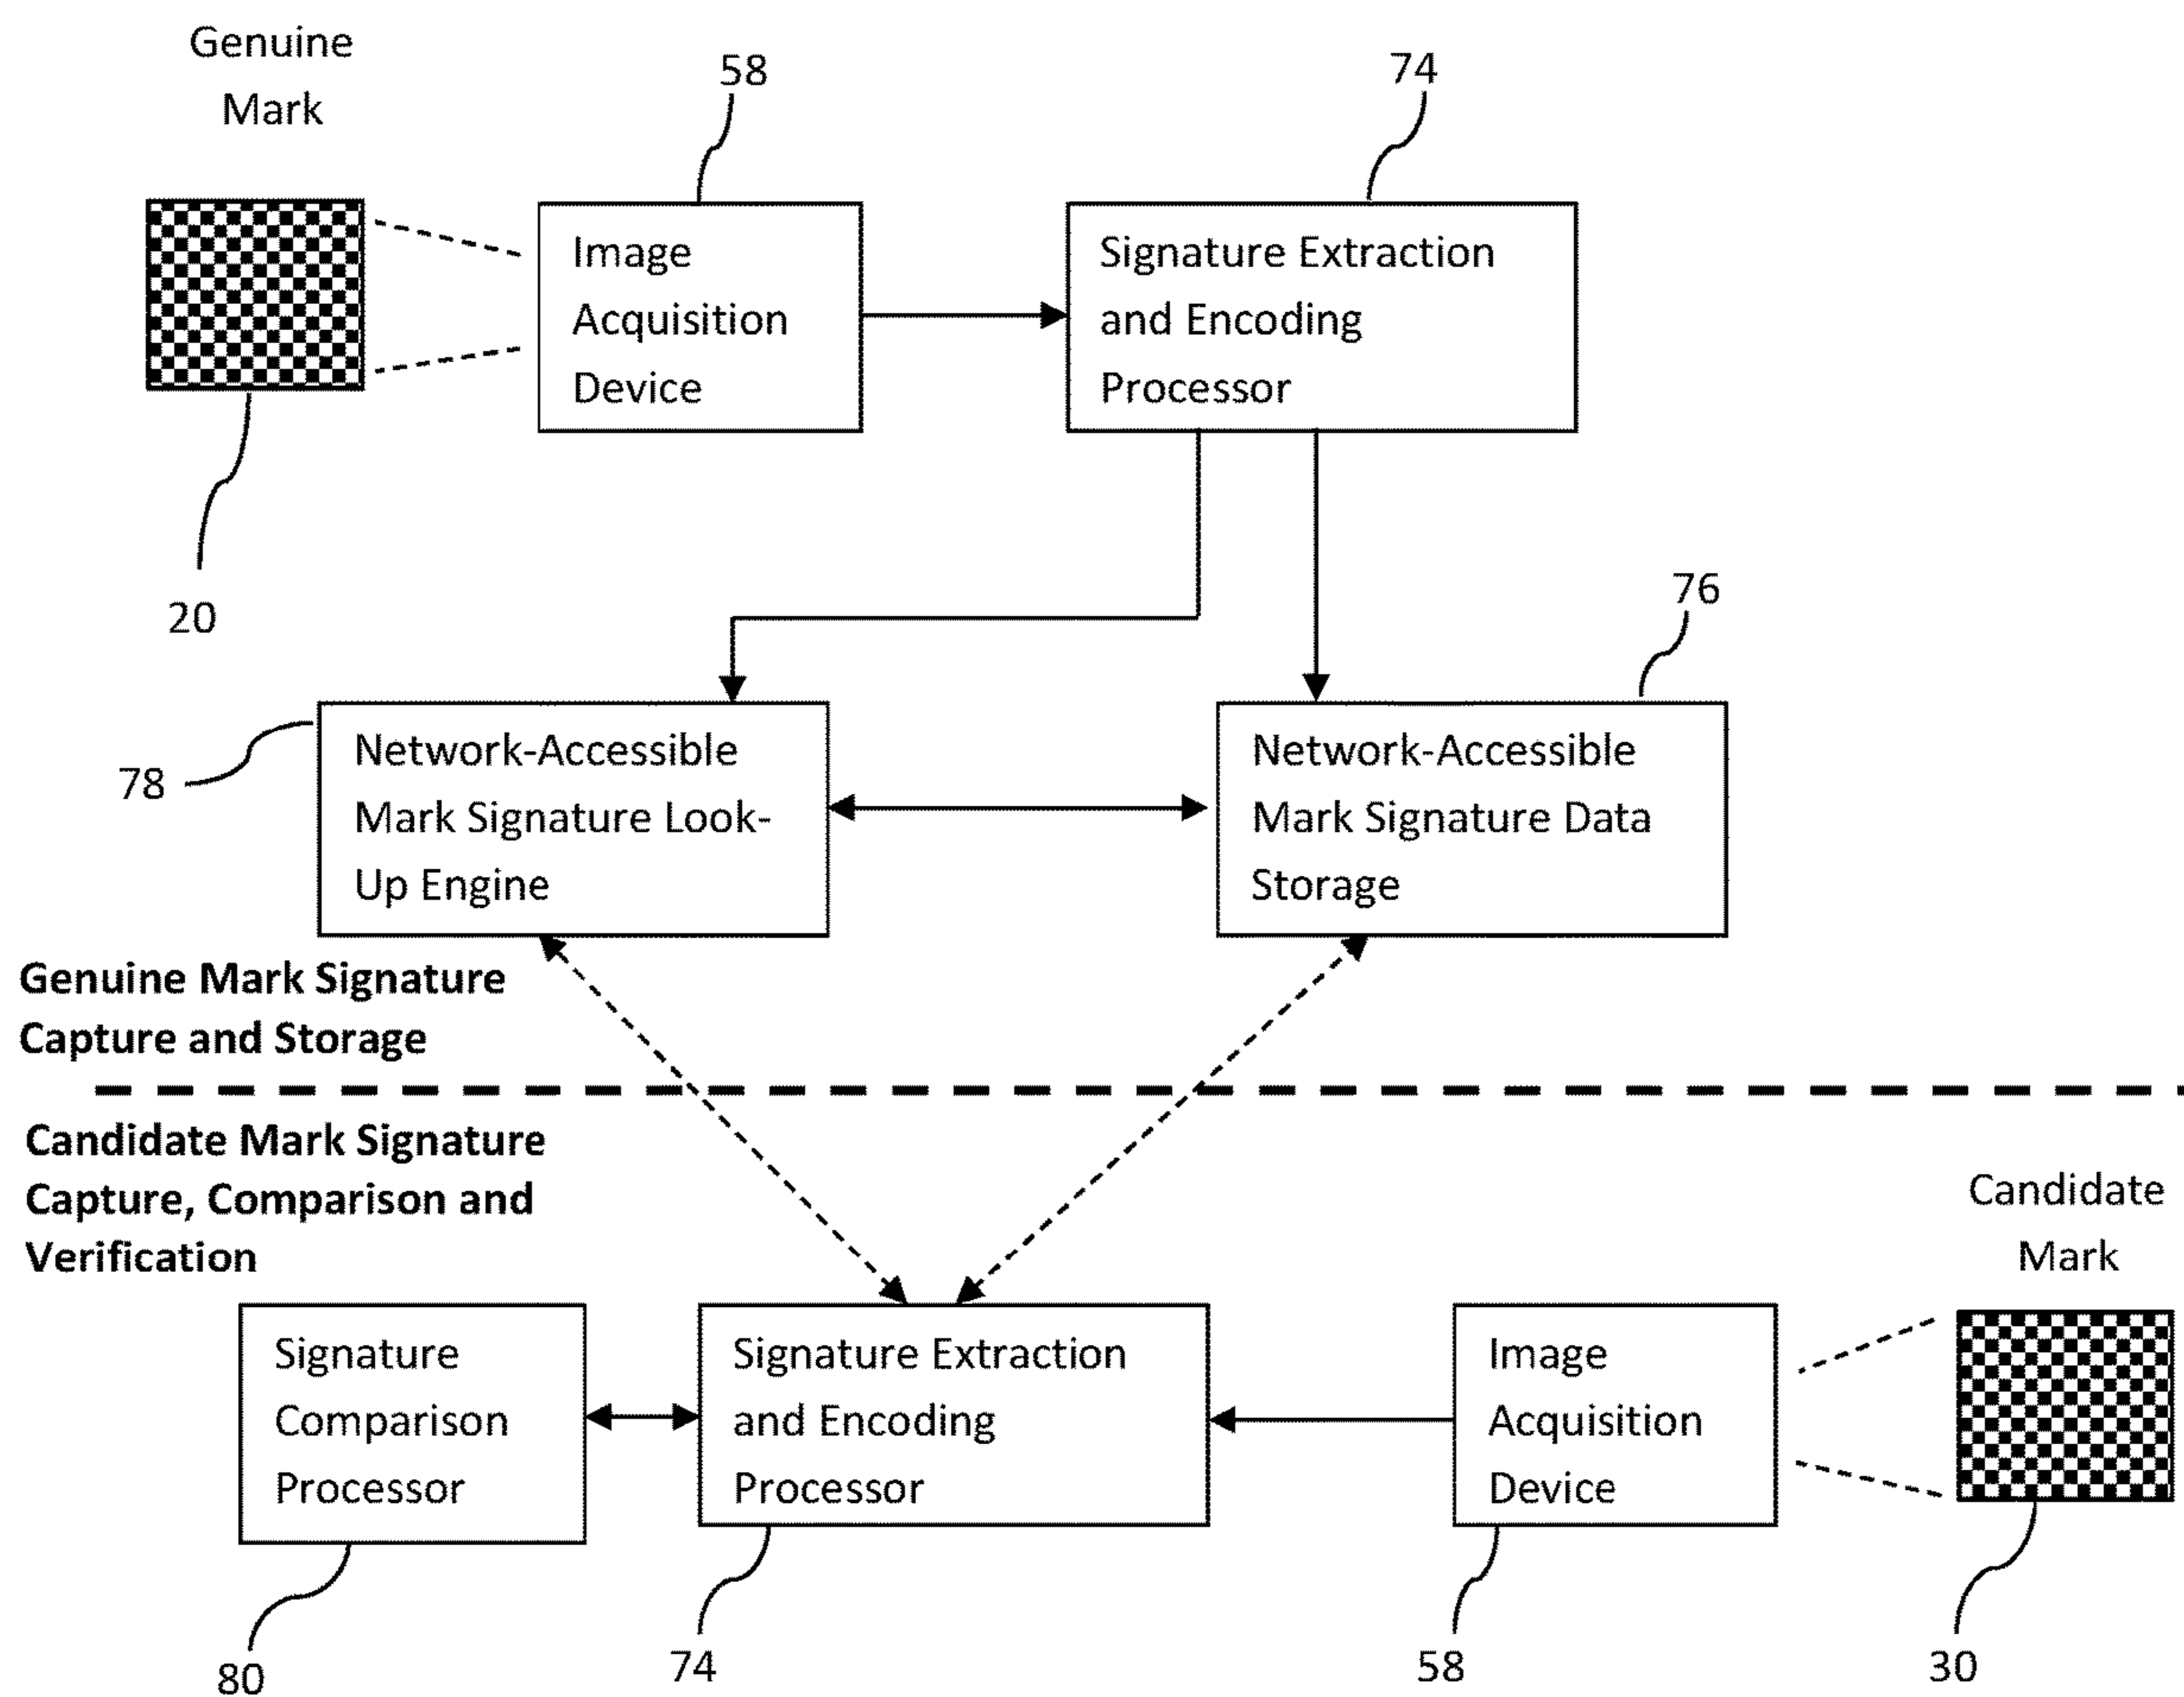 Genuine
Mark
58
74
Image
Acquisition
Device
Signature Extraction
and Encoding
Processor
20
76
78
Network-Accessible
Mark Signature Look-
Up Engine
Network-Accessible
Mark Signature Data
Storage
Genuine Mark Signature
Capture and Storage
Candidate Mark Signature
Capture, Comparison and
Verification
Candidate
Mark
Signature
Comparison
Processor
Signature Extraction
and Encoding
Processor
Image
Acquisition
Device
80
74
58
30